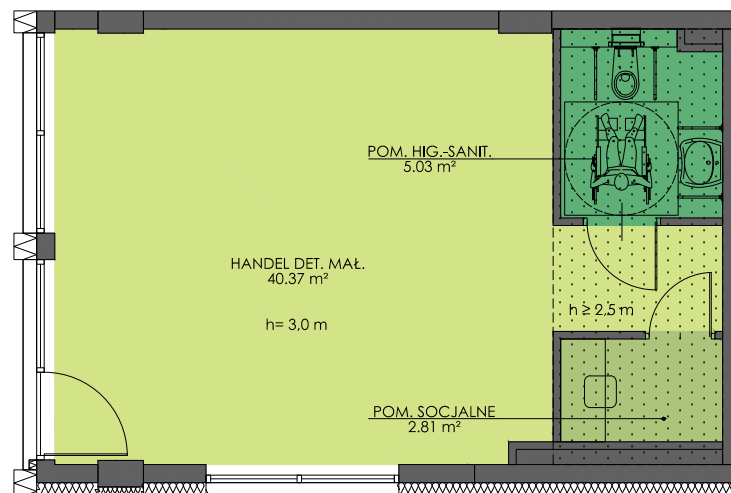 POM. HIG.-SANIT.
5.03 m²
HANDEL DET. MAŁ.
40.37 m²
h= 3,0 m
h ≥ 2,5 m
POM. SOCJALNE
2.81 m²